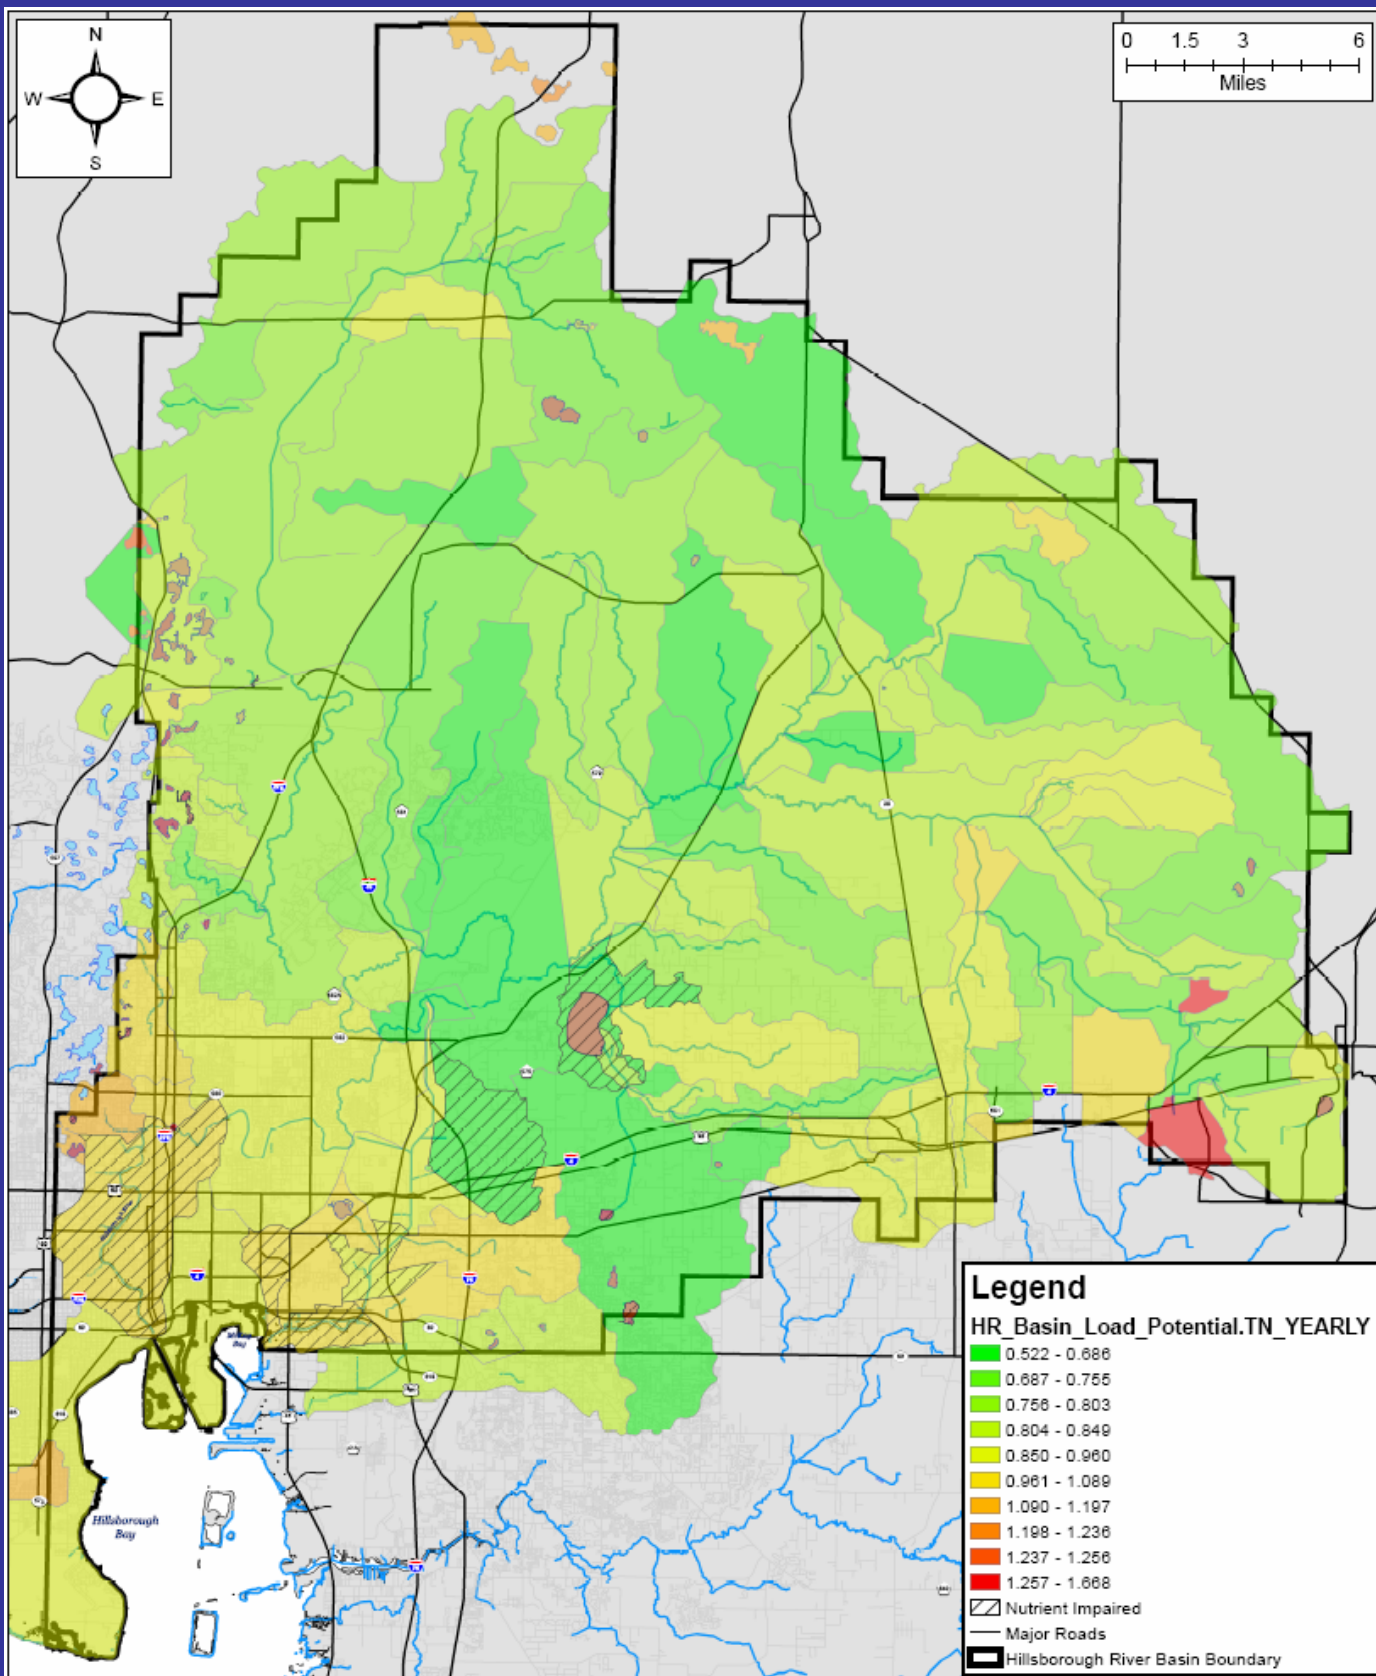 N
W E
S
0 1.5 3 6
Miles
Hillsborough
Bay
Legend
HR_Basin_Load_Potential.TN_YEARLY
0.522 - 0.686
0.687 - 0.755
0.756 - 0.803
0.804 - 0.849
0.850 - 0.960
0.961 - 1.089
1.090 - 1.197
1.198 - 1.236
1.237 - 1.256
1.257 - 1.668
Nutrient Impaired
Major Roads
Hillsborough River Basin Boundary